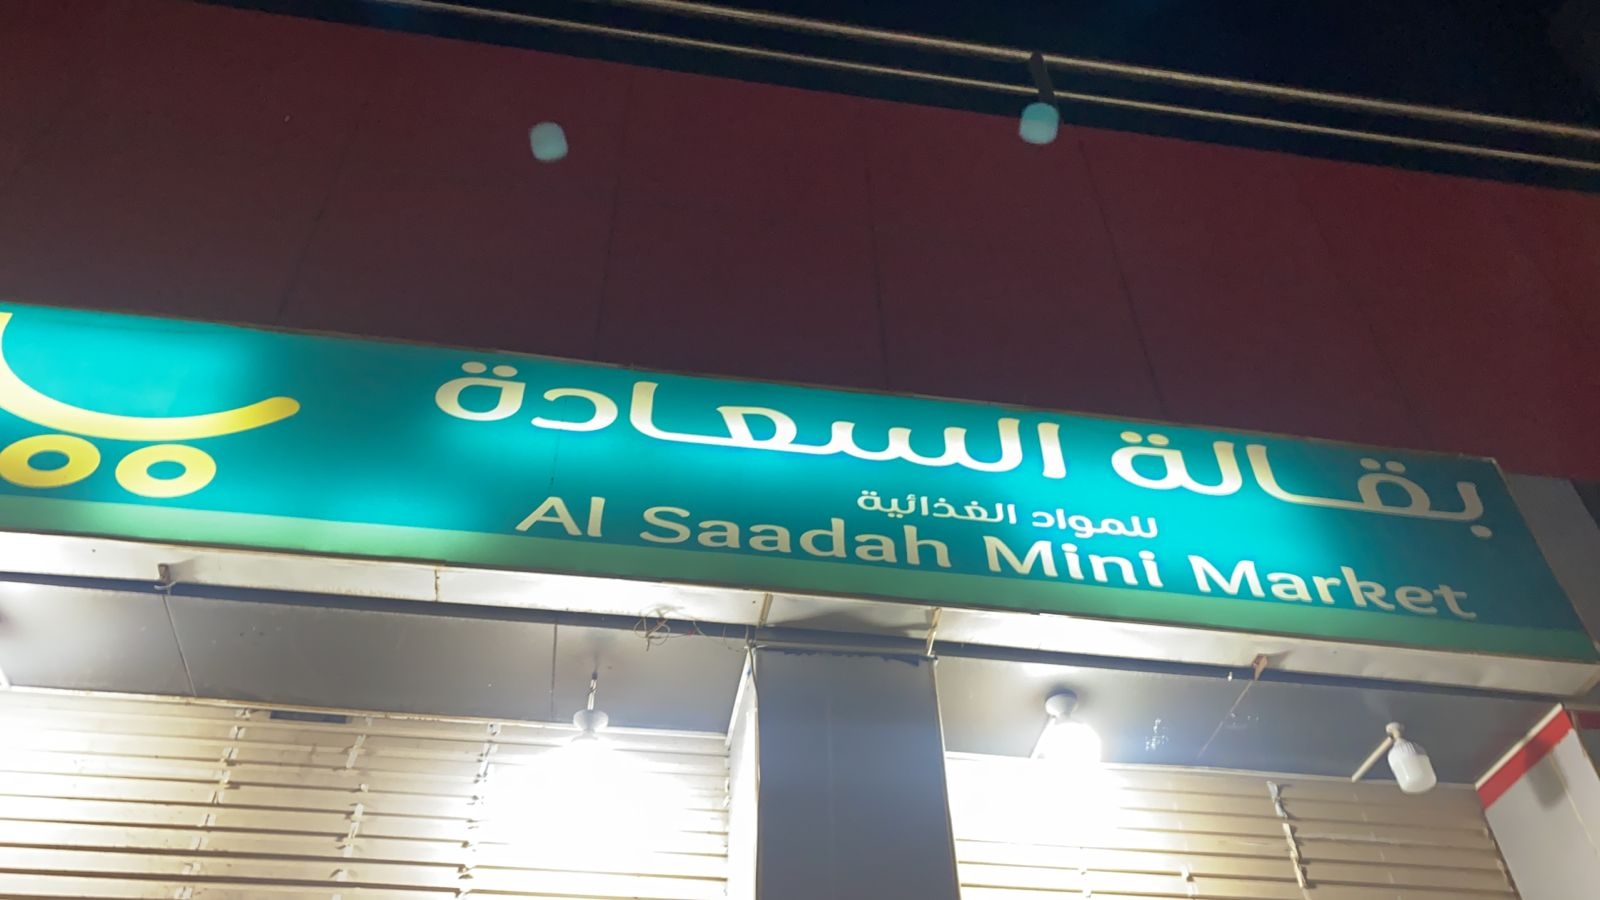 بقالة السعادة
للمواد الغذائية
Al Saadah Mini Market